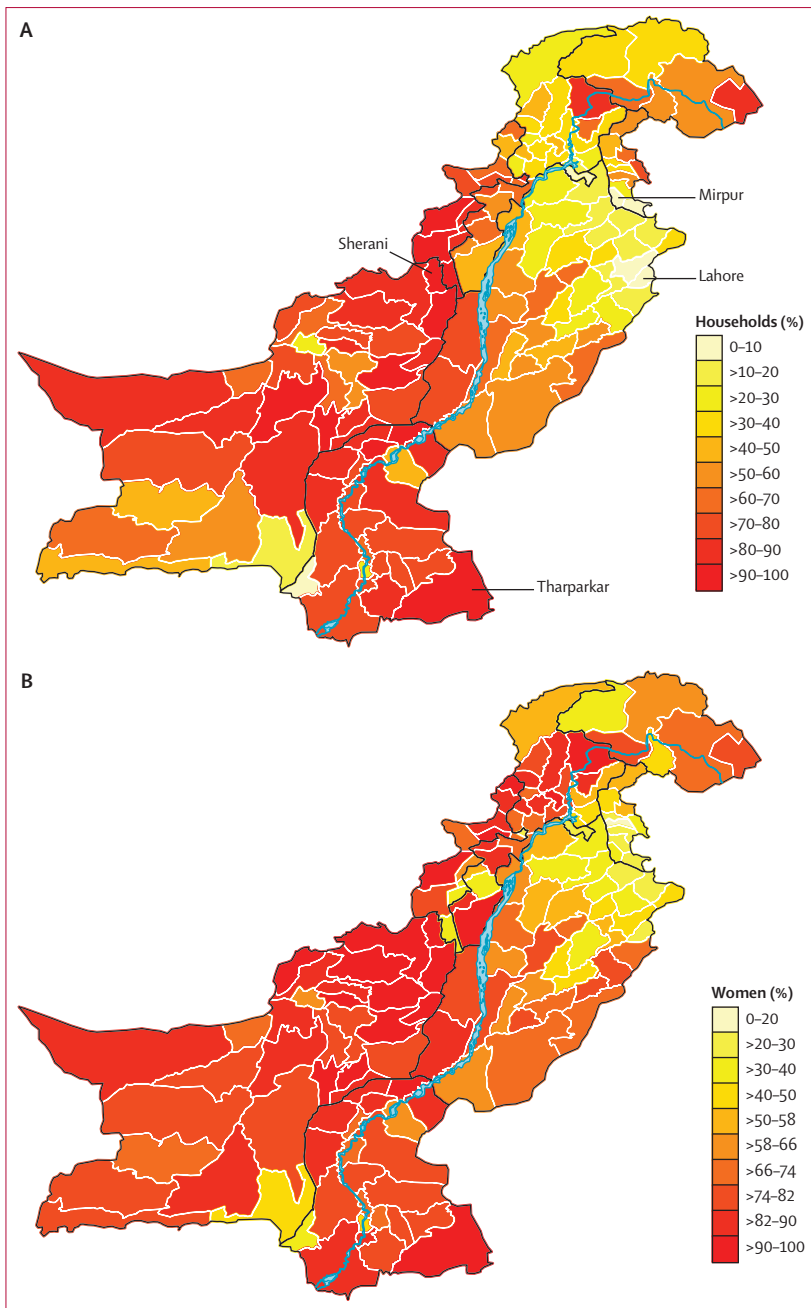 A
Mirpur
Sherani
Lahore
Households (%)
0–10
>10–20
>20–30
>30–40
>40–50
>50–60
>60–70
>70–80
>80–90
>90–100
Tharparkar
B
Women (%)
0–20
>20–30
>30–40
>40–50
>50–58
>58–66
>66–74
>74–82
>82–90
>90–100